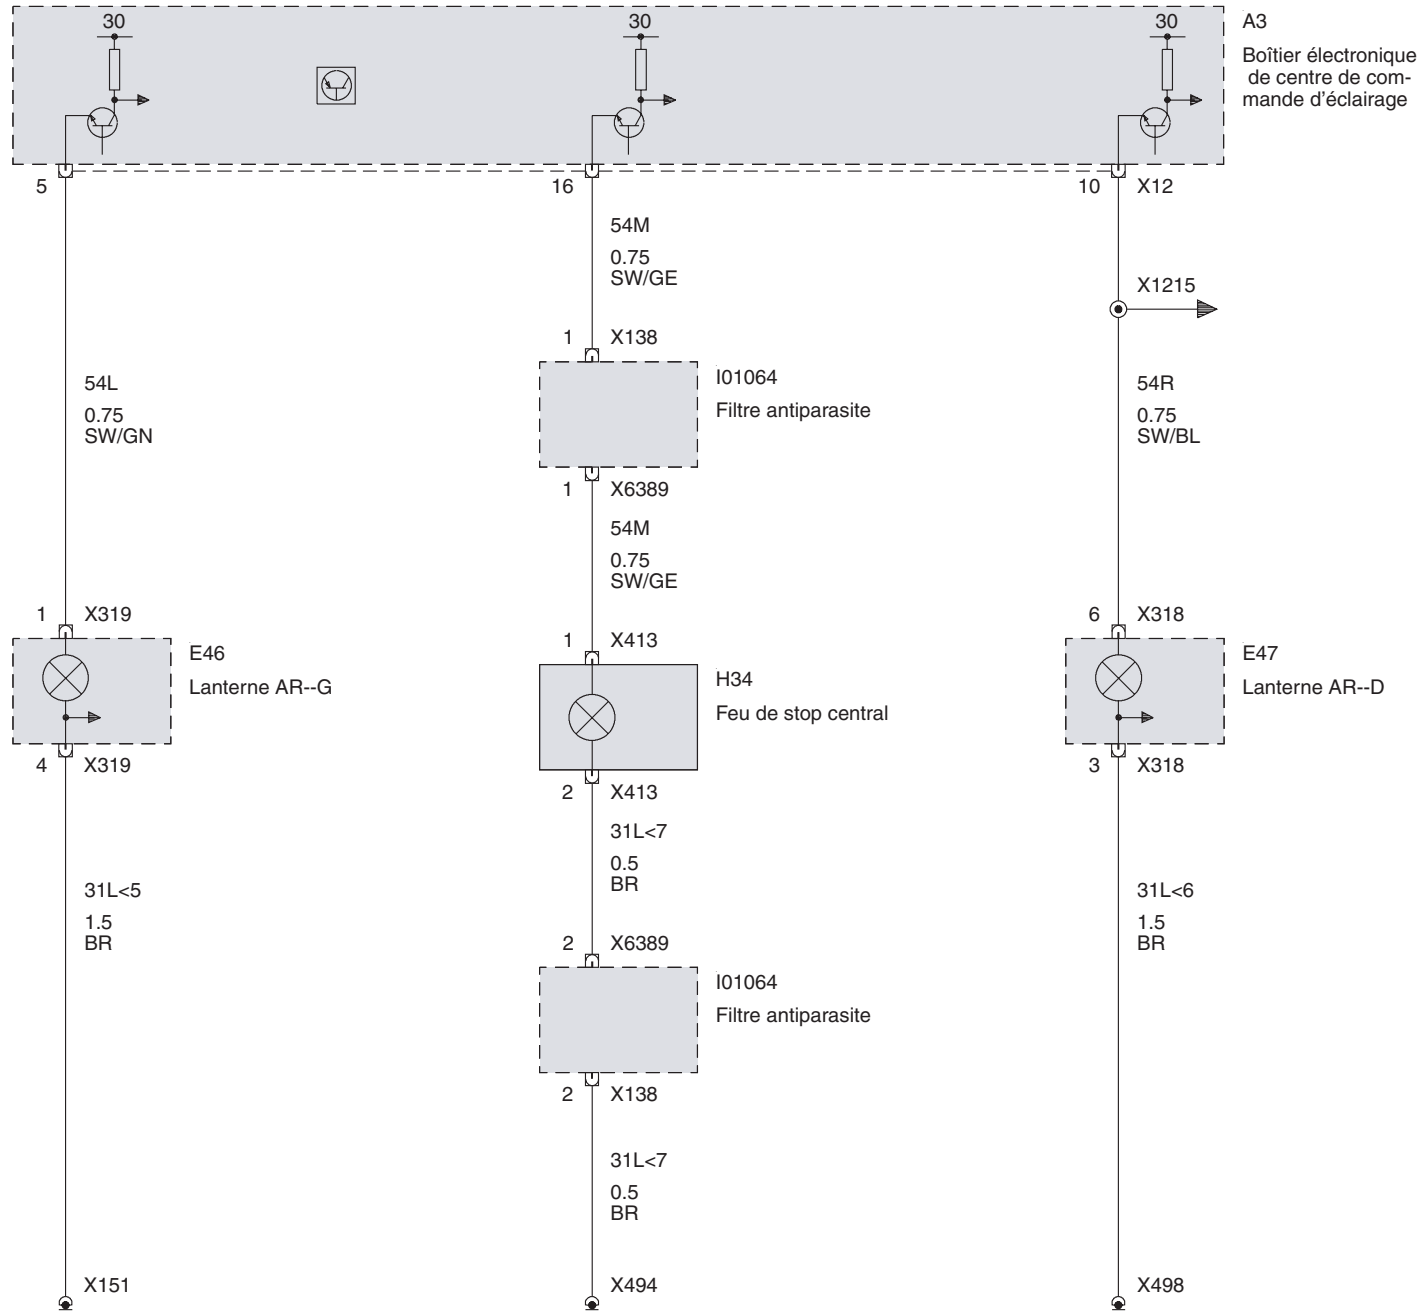 30
30
30
A3
Boîtier électronique
de centre de com-
mande d'éclairage
5
16
10
X12
54M
0.75
SW/GE
X1215
1
X138
I01064
Filtre antiparasite
54L
0.75
SW/GN
54R
0.75
SW/BL
1
X6389
54M
0.75
SW/GE
1
X319
1
X413
6
X318
E46
Lanterne AR--G
H34
Feu de stop central
E47
Lanterne AR--D
4
X319
2
X413
3
X318
31L<7
0.5
BR
31L<5
1.5
BR
31L<6
1.5
BR
2
X6389
I01064
Filtre antiparasite
2
X138
31L<7
0.5
BR
X151
X494
X498